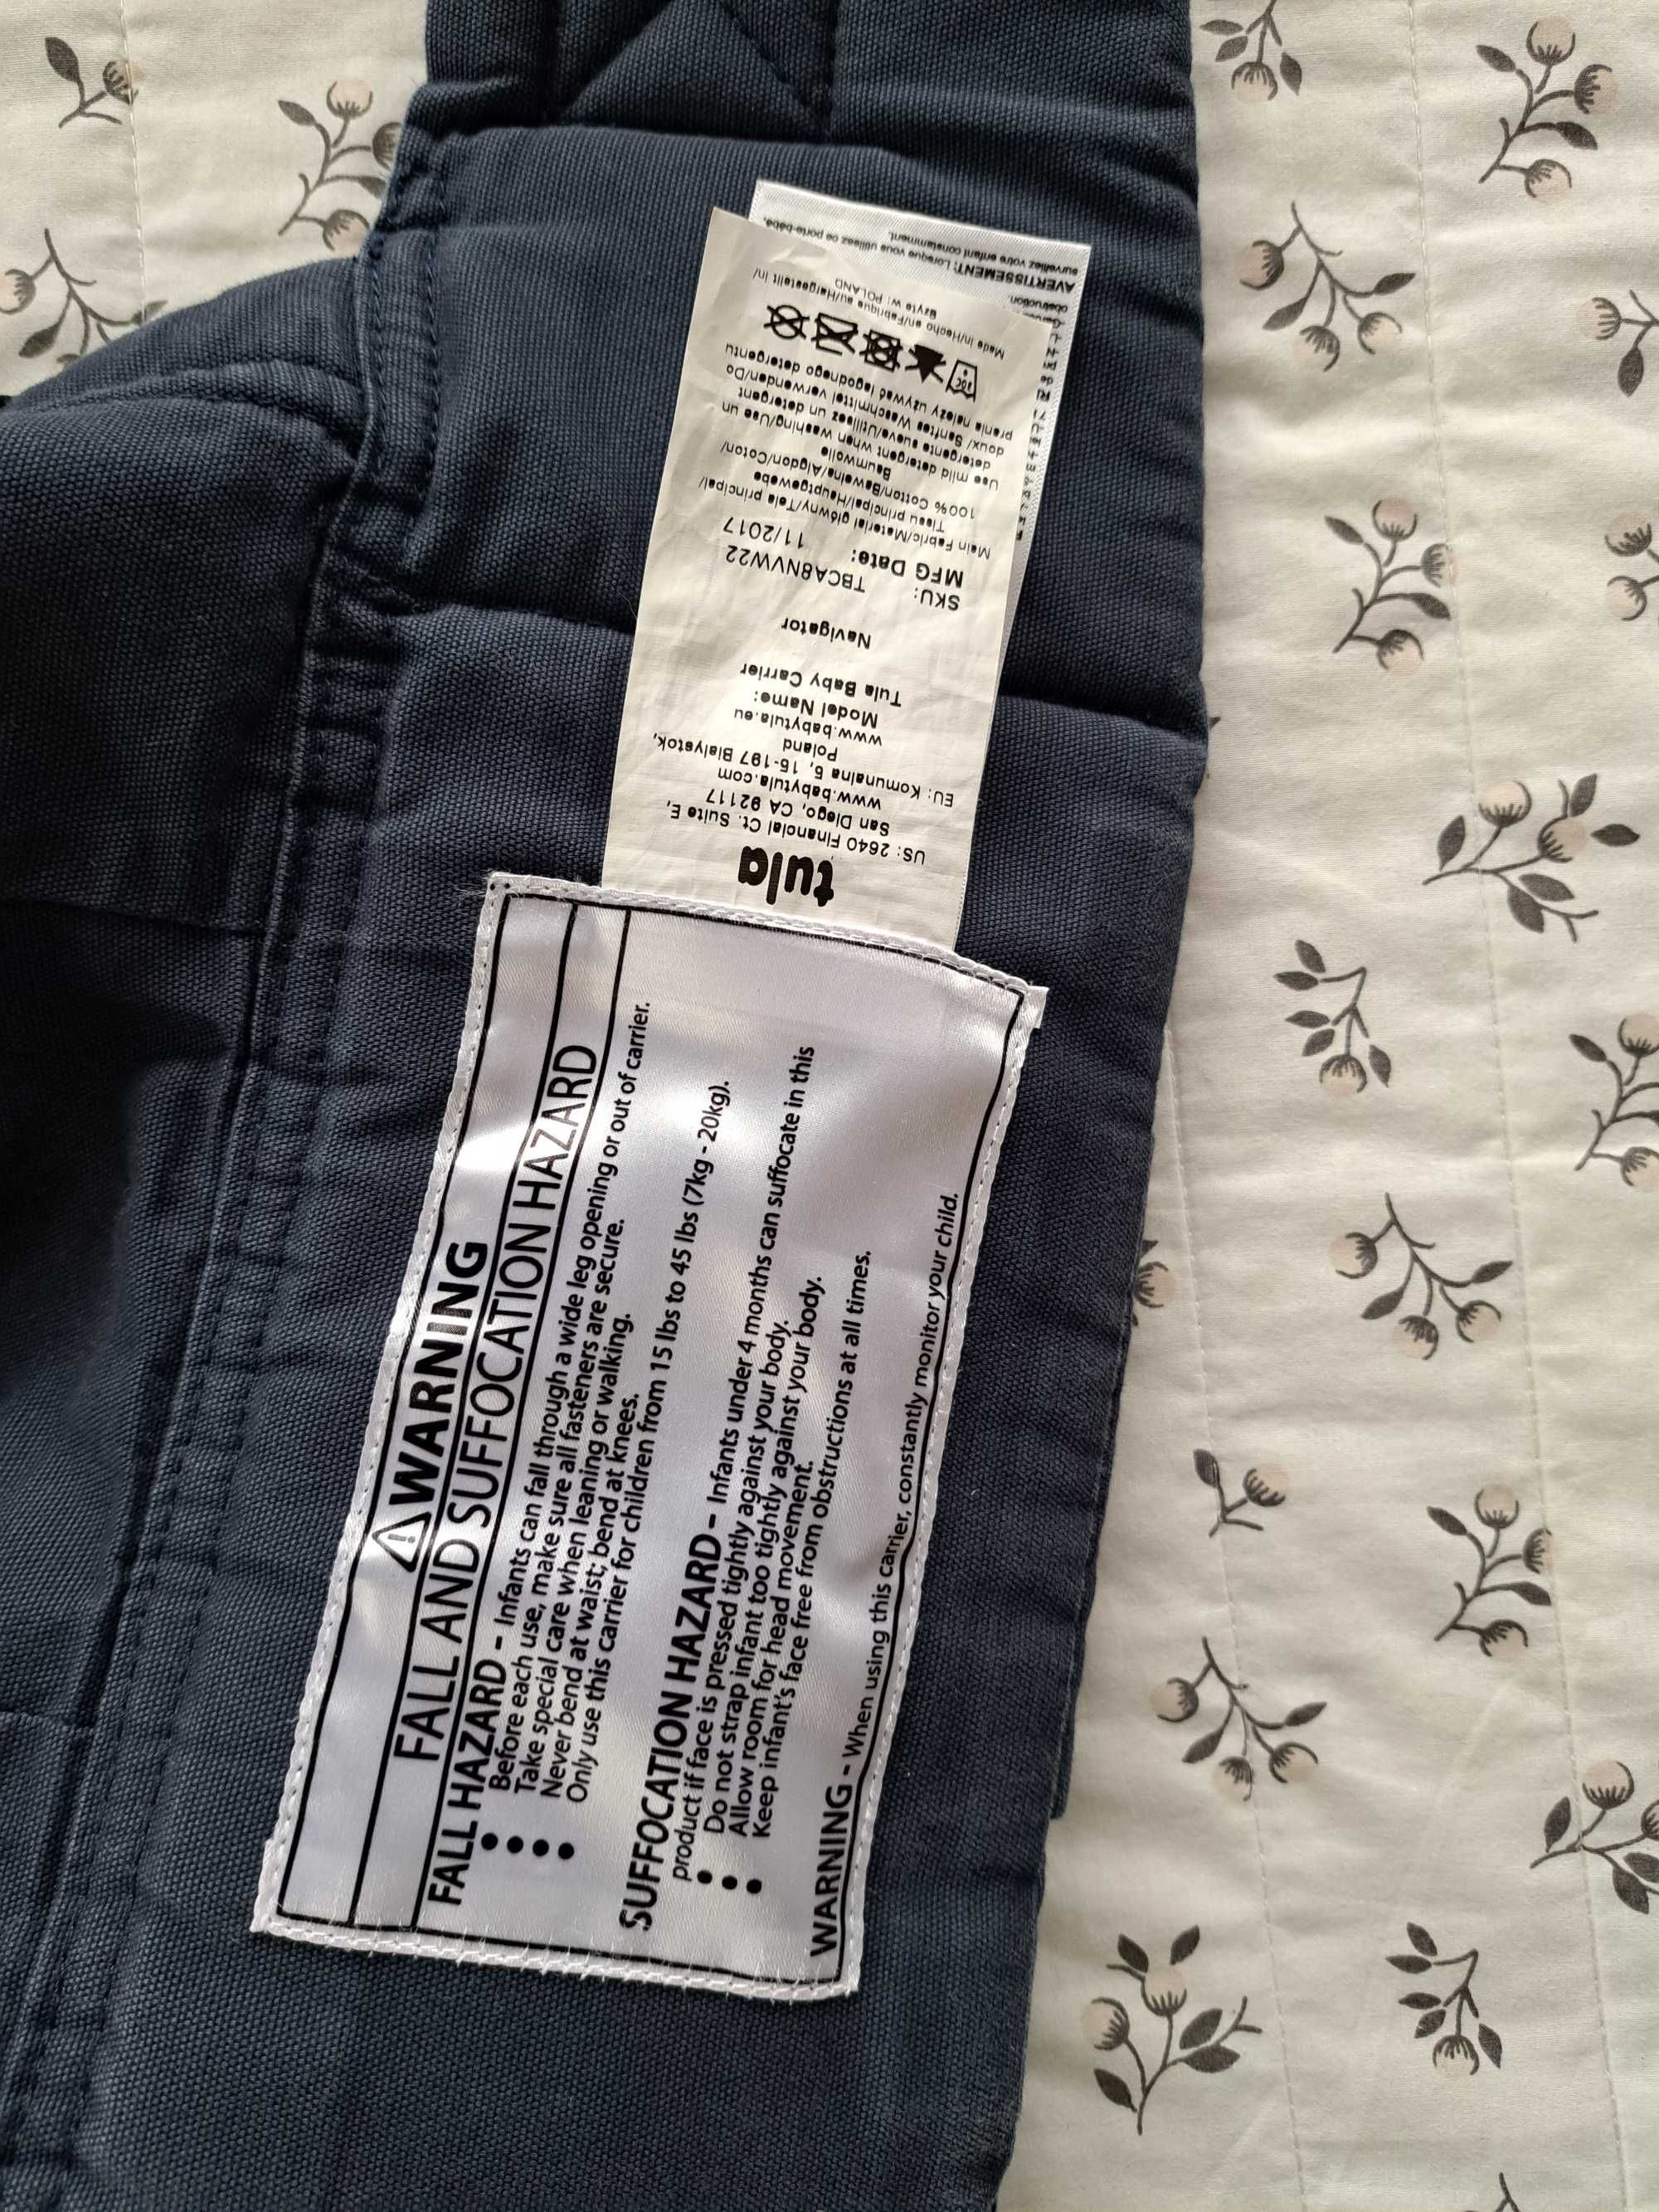 tula
US: 2640 Financial Ct. Suite E,
San Diego, CA 92117
www.babytula.com
EU: Komunalna 5, 15-197 Bialystok,
Poland
www.babytula.eu
Model Name:
Tula Baby Carrier
Navigator
SKU: TBCA8NVW22
MFG Date: 11/2017
Main Fabric/Materiał główny/Tela principal/
Tissu principal/Hauptgewebe
100% Cotton/Bawełna/Algdon/Coton/
Baumwolle
Use mild detergent when washing/Use un
detergente suave/Utilisez un detergent
doux/ Sanftes Waschmittel verwenden/Do
prania należy używać łagodnego detergentu
30C
Made in/Hecho en/Fabrique au/Hergestellt in/
Uzyte w: POLAND
obstruction.
AVERTISSEMENT: Lorsque vous utilisez ce porte-bébé,
surveillez votre enfant constamment.
WARNING
FALL AND SUFFOCATION HAZARD
FALL HAZARD – Infants can fall through a wide leg opening or out of carrier.
• Before each use, make sure all fasteners are secure.
• Take special care when leaning or walking.
• Never bend at waist; bend at knees.
• Only use this carrier for children from 15 lbs to 45 lbs (7kg - 20kg).
SUFFOCATION HAZARD – Infants under 4 months can suffocate in this
product if face is pressed tightly against your body.
• Do not strap infant too tightly against your body.
• Allow room for head movement.
• Keep infant's face free from obstructions at all times.
WARNING - When using this carrier, constantly monitor your child.